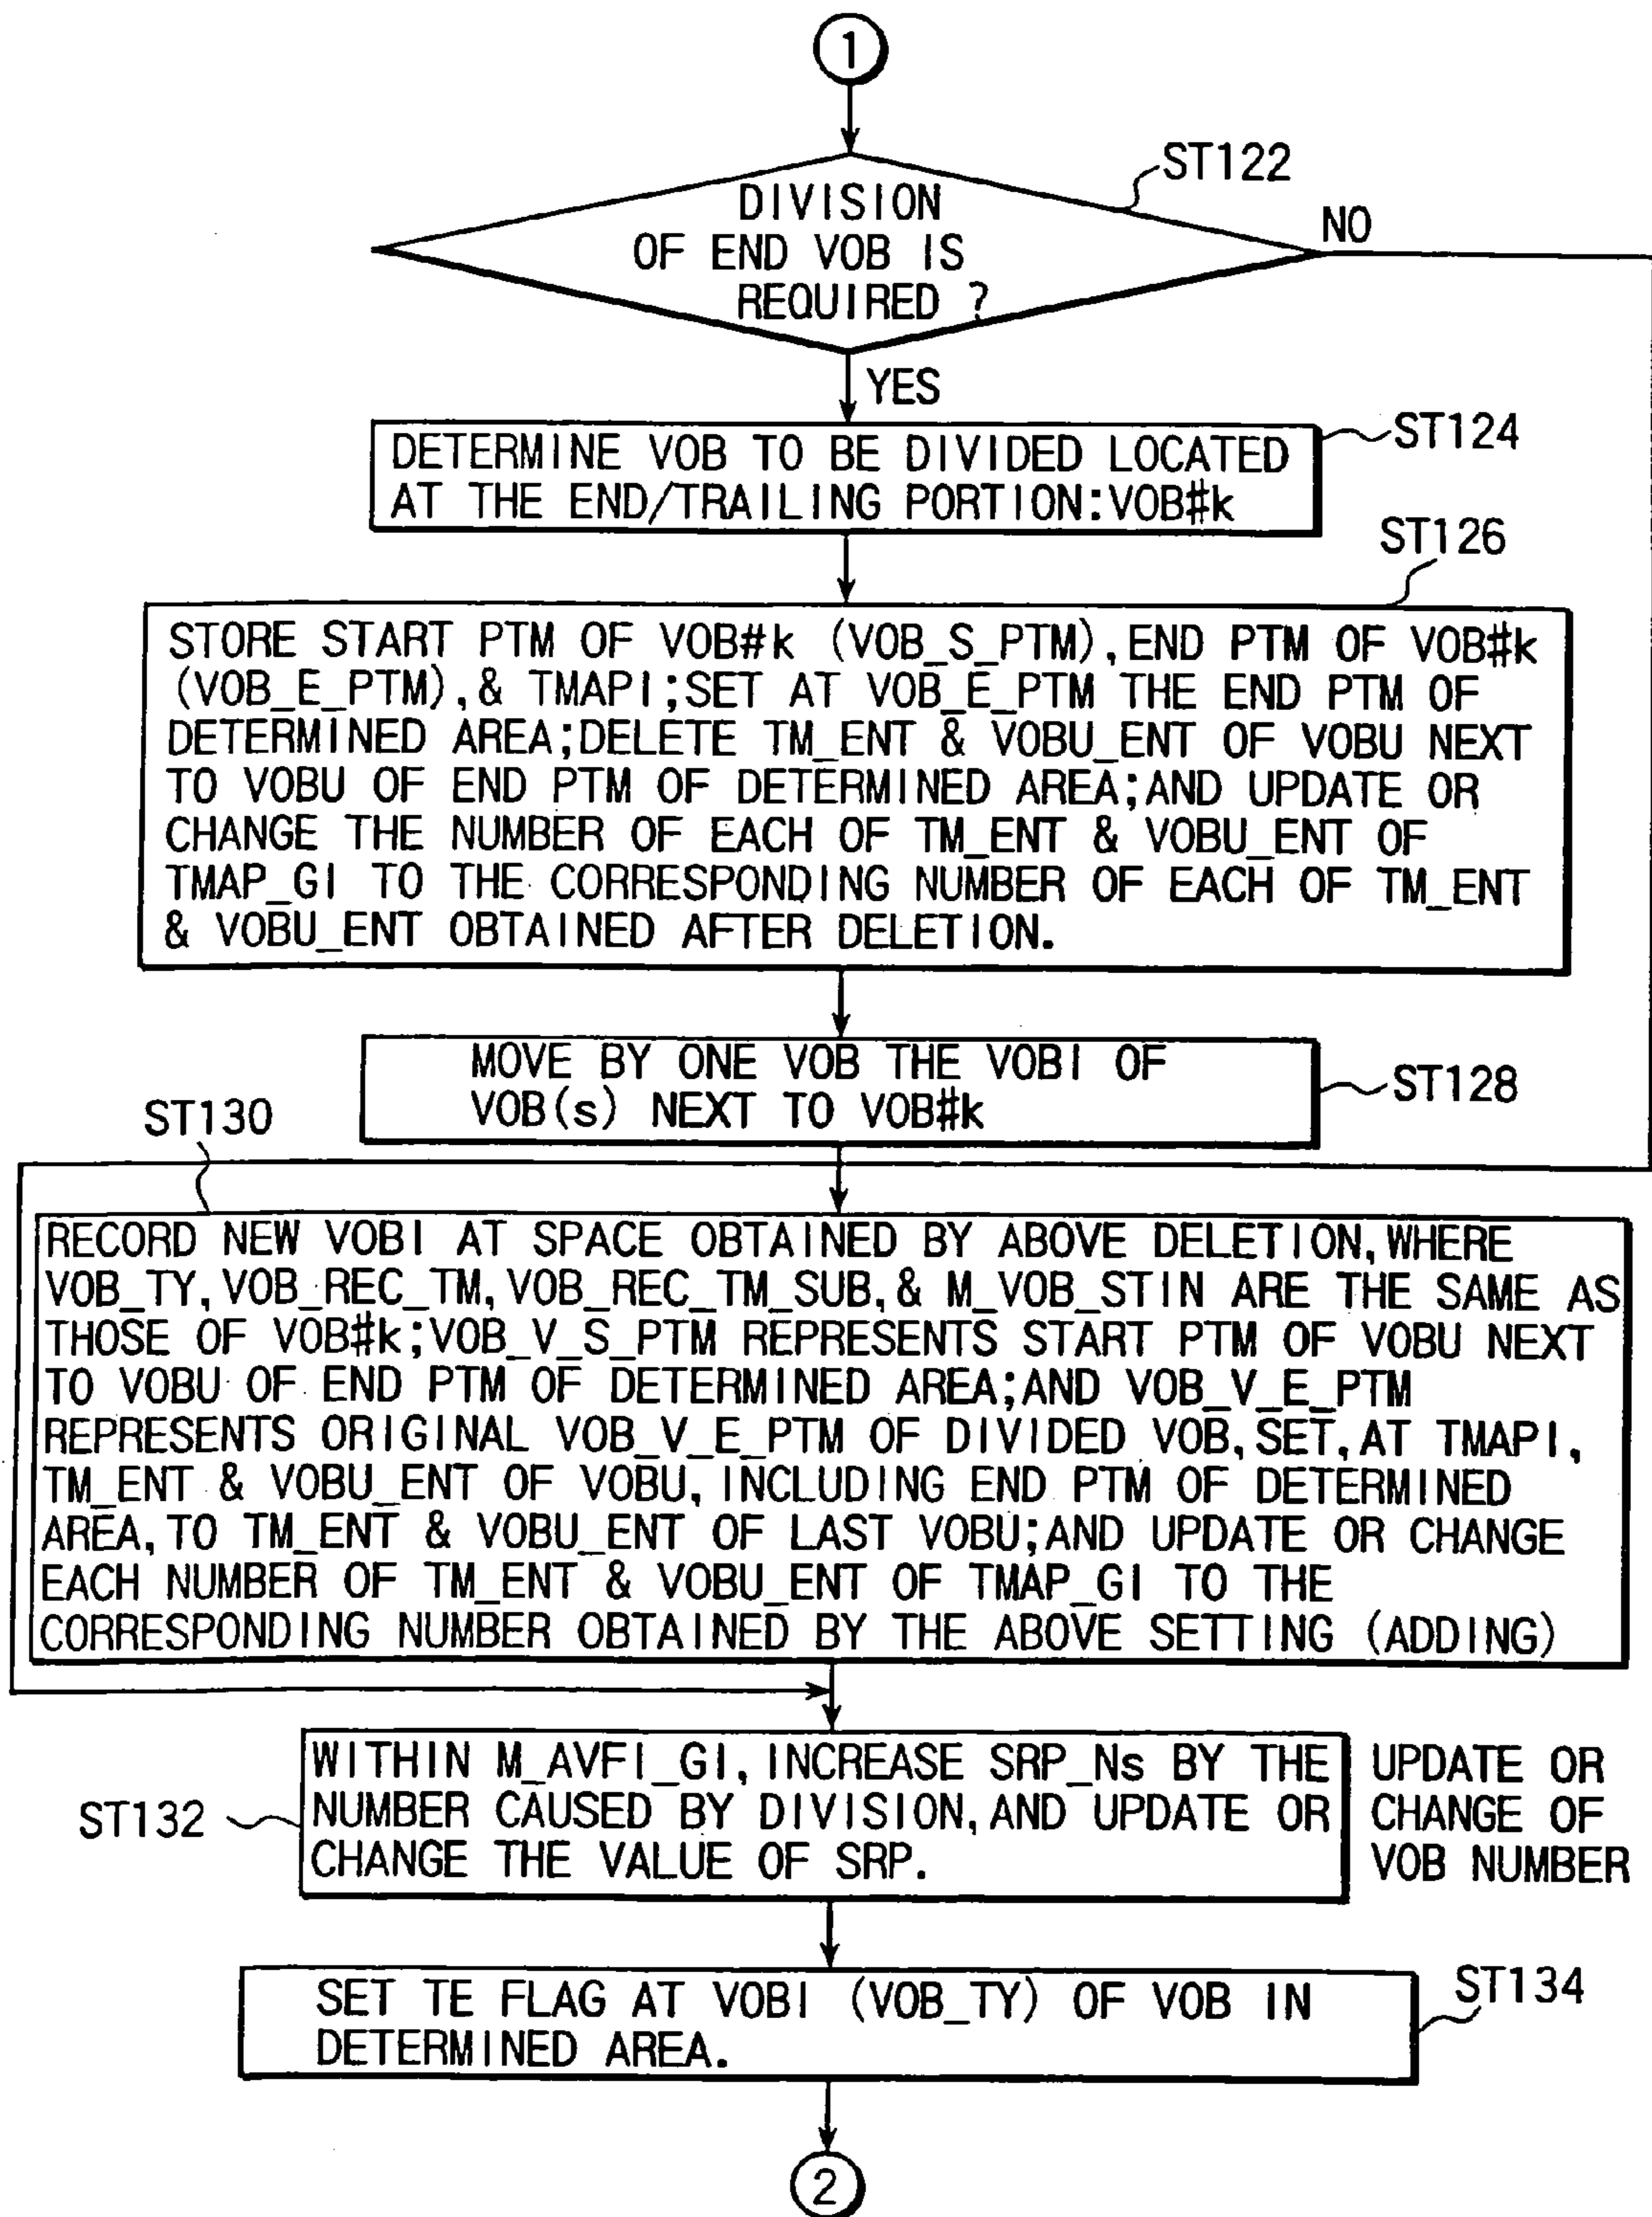 1
ST122
DIVISION
OF END VOB IS
REQUIRED ?
NO
YES
ST124
DETERMINE VOB TO BE DIVIDED LOCATED
AT THE END/TRAILING PORTION:VOB#k
ST126
STORE START PTM OF VOB#k (VOB_S_PTM),END PTM OF VOB#k
(VOB_E_PTM),& TMAPI;SET AT VOB_E_PTM THE END PTM OF
DETERMINED AREA;DELETE TM_ENT & VOBU_ENT OF VOBU NEXT
TO VOBU OF END PTM OF DETERMINED AREA;AND UPDATE OR
CHANGE THE NUMBER OF EACH OF TM_ENT & VOBU_ENT OF
TMAP_GI TO THE CORRESPONDING NUMBER OF EACH OF TM_ENT
& VOBU_ENT OBTAINED AFTER DELETION.
MOVE BY ONE VOB THE VOBI OF
VOB(s) NEXT TO VOB#k
ST128
ST130
RECORD NEW VOBI AT SPACE OBTAINED BY ABOVE DELETION,WHERE
VOB_TY,VOB_REC_TM,VOB_REC_TM_SUB,& M_VOB_STIN ARE THE SAME AS
THOSE OF VOB#k;VOB_V_S_PTM REPRESENTS START PTM OF VOBU NEXT
TO VOBU OF END PTM OF DETERMINED AREA;AND VOB_V_E_PTM
REPRESENTS ORIGINAL VOB_V_E_PTM OF DIVIDED VOB,SET,AT TMAPI,
TM_ENT & VOBU_ENT OF VOBU,INCLUDING END PTM OF DETERMINED
AREA,TO TM_ENT & VOBU_ENT OF LAST VOBU;AND UPDATE OR CHANGE
EACH NUMBER OF TM_ENT & VOBU_ENT OF TMAP_GI TO THE
CORRESPONDING NUMBER OBTAINED BY THE ABOVE SETTING (ADDING)
ST132
WITHIN M_AVFI_GI,INCREASE SRP_Ns BY THE
NUMBER CAUSED BY DIVISION,AND UPDATE OR
CHANGE THE VALUE OF SRP.
UPDATE OR
CHANGE OF
VOB NUMBER
SET TE FLAG AT VOBI (VOB_TY) OF VOB IN
DETERMINED AREA.
ST134
2